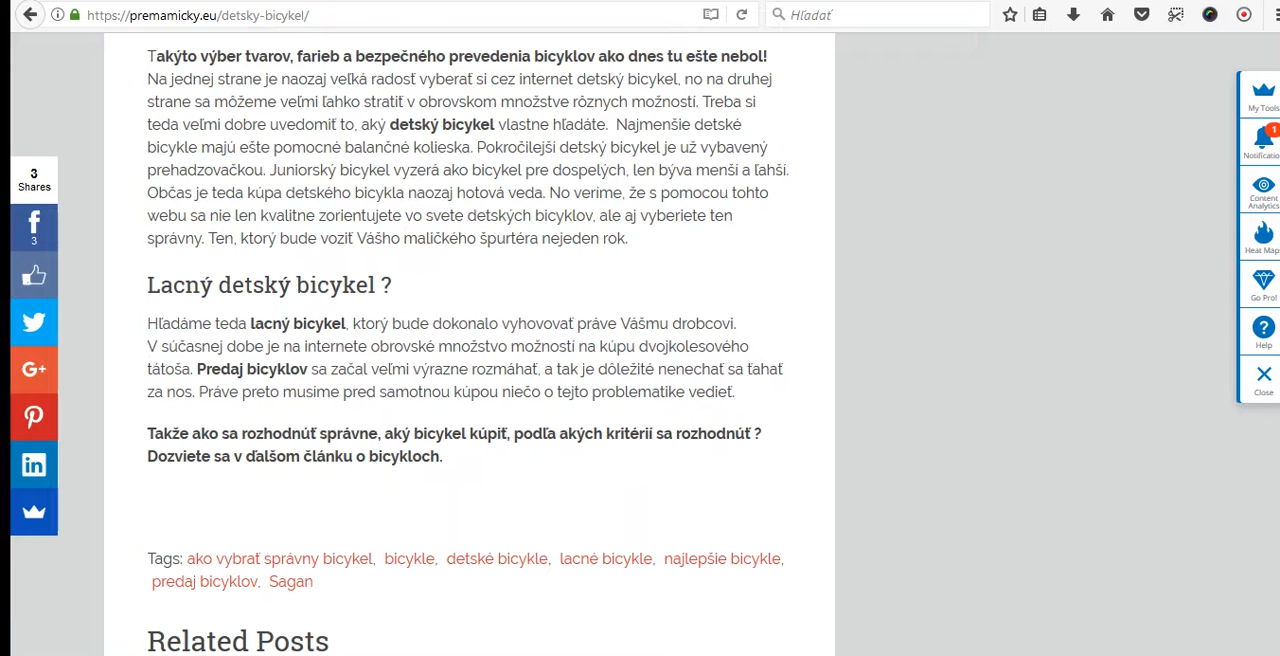 https://premamicky.eu/detsky-bicykel/
Hľadať
Takýto výber tvarov, farieb a bezpečného prevedenia bicyklov ako dnes tu ešte nebol!
Na jednej strane je naozaj veľká radosť vyberať si cez internet detský bicykel, no na druhej
strane sa môžeme veľmi ľahko stratiť v obrovskom množstve rôznych možností. Treba si
teda veľmi dobre uvedomiť to, aký detský bicykel vlastne hľadáte. Najmenšie detské
bicykle majú ešte pomocné balančné kolieska. Pokročilejší detský bicykel je už vybavený
prehadzovačkou. Juniorský bicykel vyzerá ako bicykel pre dospelých, len býva menší a ľahší.
Občas je teda kúpa detského bicykla naozaj hotová veda. No veríme, že s pomocou tohto
webu sa nie len kvalitne zorientujete vo svete detských bicyklov, ale aj vyberiete ten
správny. Ten, ktorý bude voziť Vášho maličkého špurtéra nejeden rok.
Lacný detský bicykel ?
Hľadáme teda lacný bicykel, ktorý bude dokonalo vyhovovať práve Vášmu drobcovi.
V súčasnej dobe je na internete obrovské množstvo možností na kúpu dvojkolesového
tátoša. Predaj bicyklov sa začal veľmi výrazne rozmáhať, a tak je dôležité nenechať sa ťahať
za nos. Práve preto musíme pred samotnou kúpou niečo o tejto problematike vedieť.
Takže ako sa rozhodnúť správne, aký bicykel kúpiť, podľa akých kritérií sa rozhodnúť ?
Dozviete sa v ďalšom článku o bicykloch.
Tags: ako vybrať správny bicykel, bicykle, detské bicykle, lacné bicykle, najlepšie bicykle,
predaj bicyklov, Sagan
Related Posts
3
Shares
3
G+
in
My Tools
1
Notificatio
Content
Analytics
Heat Map
Go Pro!
Help
Close